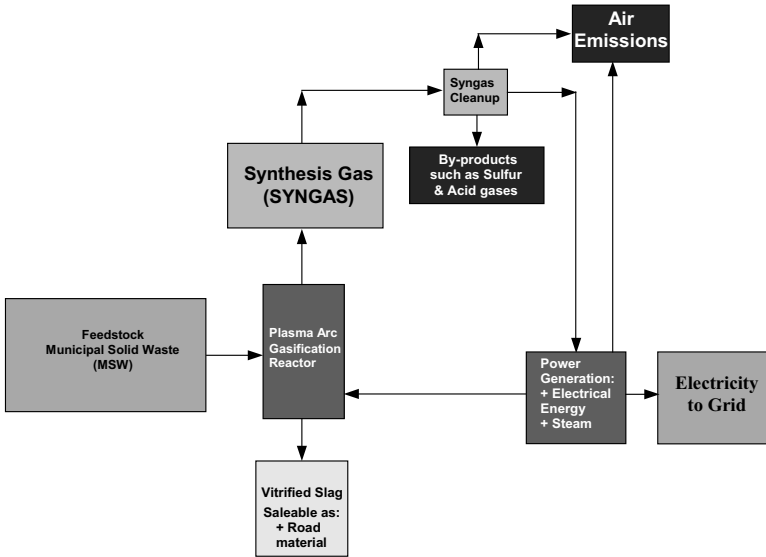 Air
Emissions
Syngas
Cleanup
By-products
such as Sulfur
& Acid gases
Synthesis Gas
(SYNGAS)
Feedstock
Municipal Solid Waste
(MSW)
Plasma Arc
Gasification
Reactor
Power
Generation:
+ Electrical
Energy
+ Steam
Electricity
to Grid
Vitrified Slag
Saleable as:
+ Road
material